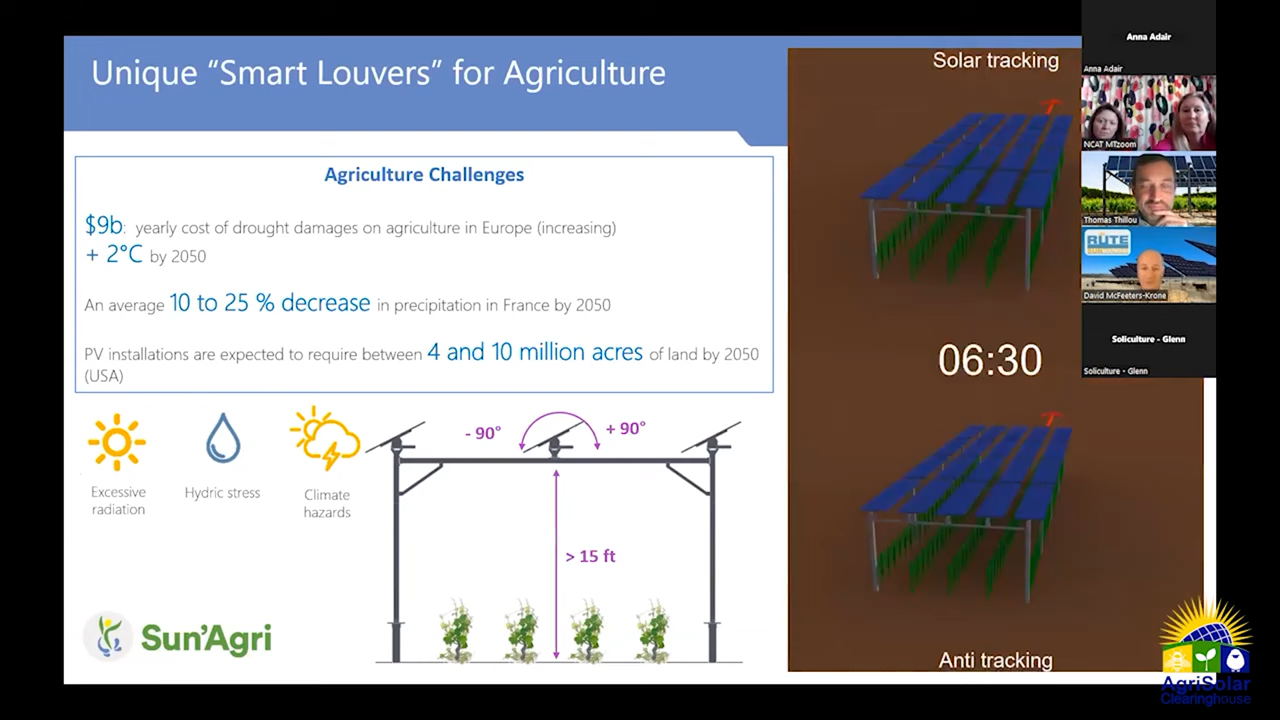 Unique “Smart Louvers” for Agriculture
Agriculture Challenges
$9b: yearly cost of drought damages on agriculture in Europe (increasing)
+ 2°C by 2050
An average 10 to 25 % decrease in precipitation in France by 2050
PV installations are expected to require between 4 and 10 million acres of land by 2050
(USA)
Excessive
radiation
Hydric stress
Climate
hazards
- 90°
+ 90°
> 15 ft
Sun'Agri
Solar tracking
06:30
Anti tracking
Anna Adair
Anna Adair
NCAT MTzoom
Thomas Thillou
RUTE
SUNTRACKER
David McFeeters-Krone
Soliculture - Glenn
Soliculture - Glenn
AgriSolar
Clearinghouse